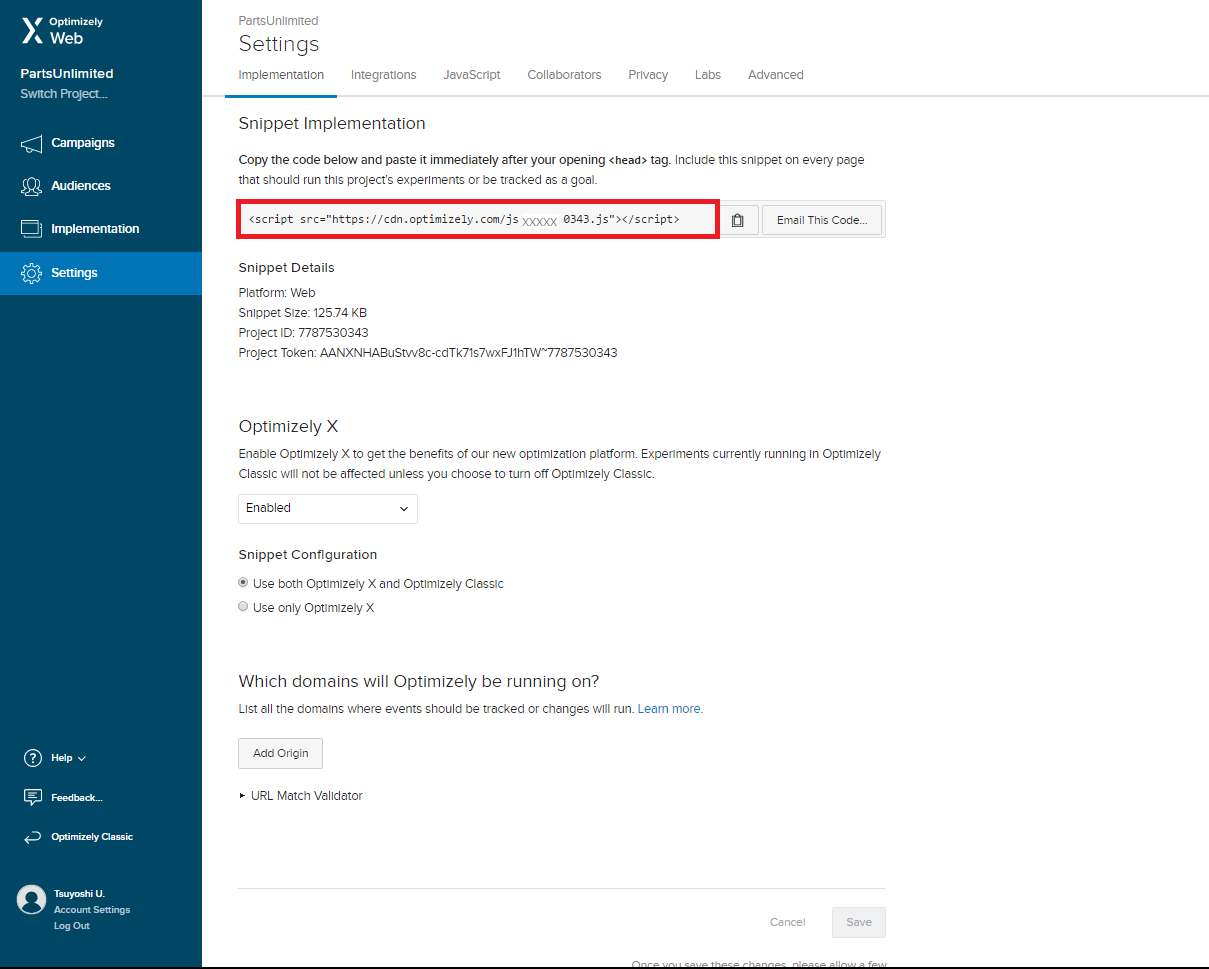 Optimizely
Web
PartsUnlimited
Switch Project...
Campaigns
Audiences
Implementation
Settings
Help
Feedback...
Optimizely Classic
Tsuyoshi U.
Account Settings
Log Out
PartsUnlimited
Settings
Implementation Integrations JavaScript Collaborators Privacy Labs Advanced
Snippet Implementation
Copy the code below and paste it immediately after your opening <head> tag. Include this snippet on every page
that should run this project's experiments or be tracked as a goal.
<script src="https://cdn.optimizely.com/js xxxxx 0343.js"></script>
Email This Code...
Snippet Details
Platform: Web
Snippet Size: 125.74 KB
Project ID: 7787530343
Project Token: AANXNHABuStvv8c-cdTk71s7wxFJ1hTW~7787530343
Optimizely X
Enable Optimizely X to get the benefits of our new optimization platform. Experiments currently running in Optimizely
Classic will not be affected unless you choose to turn off Optimizely Classic.
Enabled
Snippet Configuration
Use both Optimizely X and Optimizely Classic
Use only Optimizely X
Which domains will Optimizely be running on?
List all the domains where events should be tracked or changes will run. Learn more.
Add Origin
URL Match Validator
Cancel Save
Once you save these changes, please allow a few